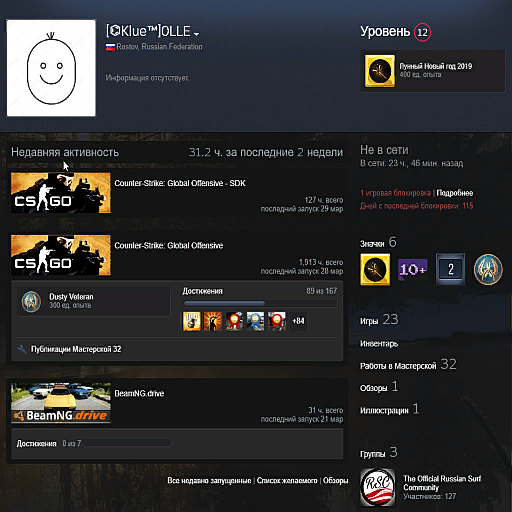 [⌬Klue™]OLLE
Rostov, Russian Federation
Информация отсутствует.
Уровень 12
Рунный Новый год 2019
400 ед. опыта
Недавняя активность
31.2 ч. за последние 2 недели
CS GO
Counter-Strike: Global Offensive - SDK
127 ч. всего
последний запуск 29 мар
CS GO
Counter-Strike: Global Offensive
1,913 ч. всего
последний запуск 28 мар
Dusty Veteran
300 ед. опыта
Достижения 89 из 167
+84
Публикации Мастерской 32
BeamNG.drive
BeamNG.drive
31 ч. всего
последний запуск 21 мар
Достижения 0 из 7
Все недавно запущенные | Список желаемого | Обзоры
Не в сети
В сети: 23 ч., 46 мин. назад
1 игровая блокировка | Подробнее
Дней с последней блокировки: 115
Значки 6
10+
2
Игры 23
Инвентарь
Работы в Мастерской 32
Обзоры 1
Иллюстрации 1
Группы 3
RSC
The Official Russian Surf
Community
Участников: 127